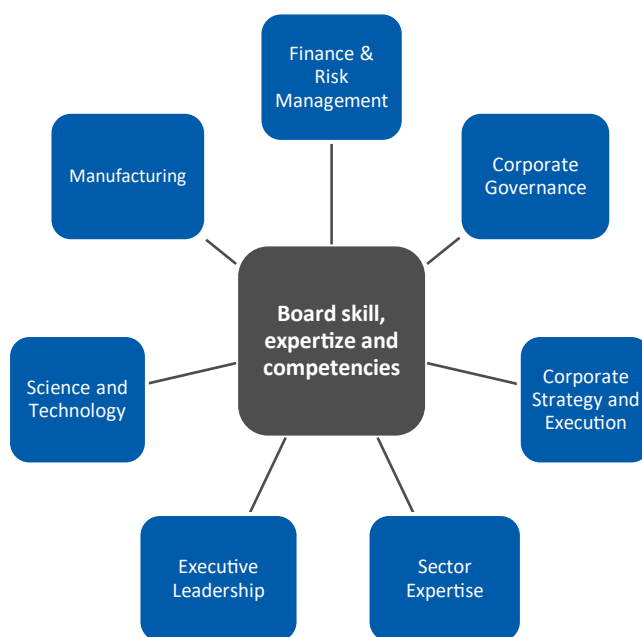 Finance &
Risk
Management
Manufacturing
Corporate
Governance
Board skill,
expertize and
competencies
Science and
Technology
Corporate
Strategy and
Execution
Executive
Leadership
Sector
Expertise